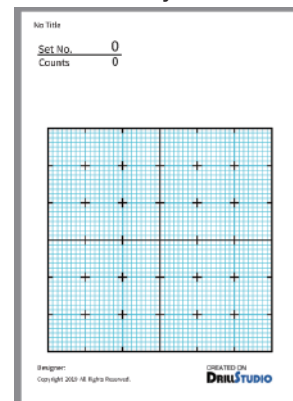 No Title
Set No. 0
Counts 0
Designer:
Copyright 2019 All Rights Reserved.
CREATED ON
DRILLSTUDIO